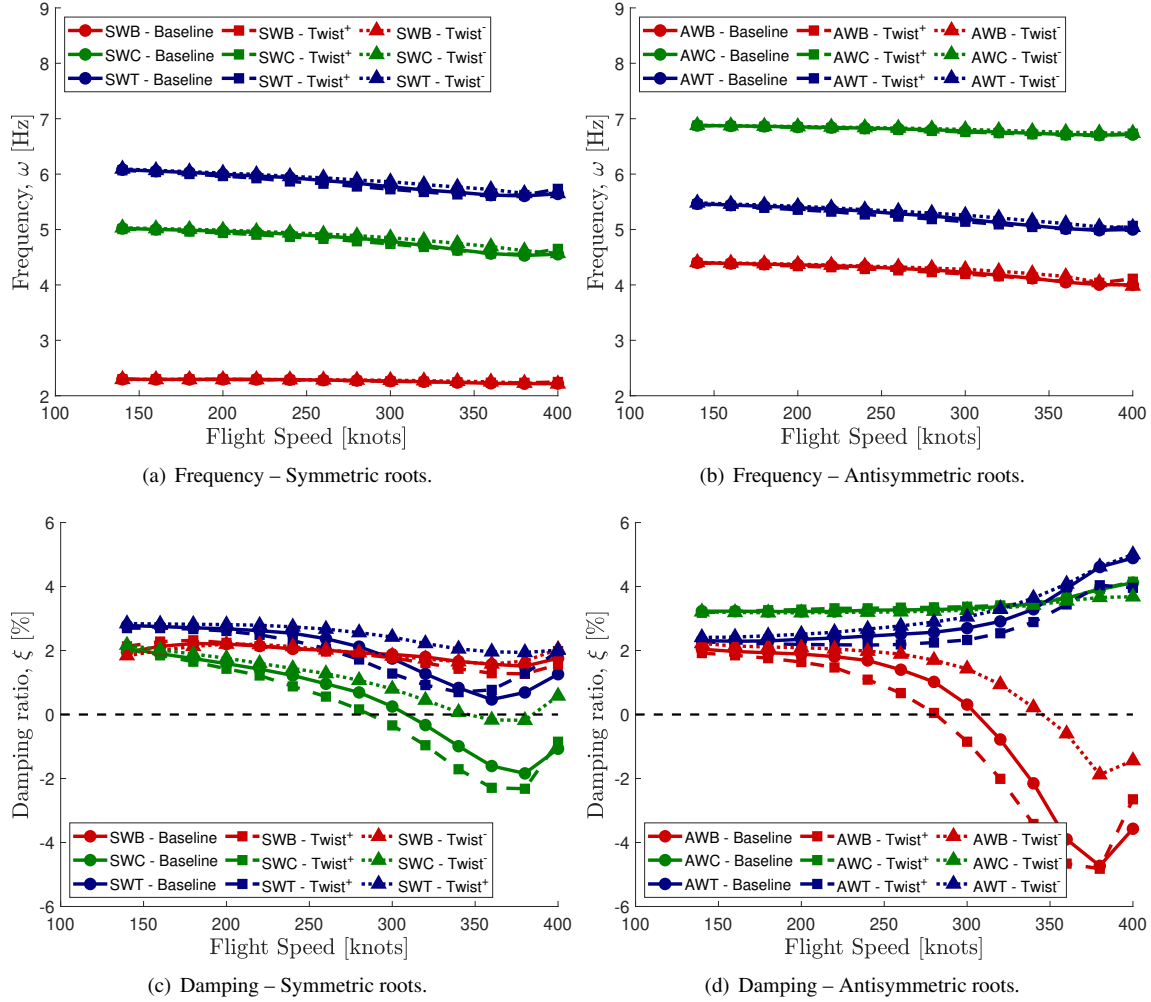 9
8
7
6
5
4
3
2
Frequency, ω [Hz]
SWB - Baseline SWB - Twist⁺ SWB - Twist⁻
SWC - Baseline SWC - Twist⁺ SWC - Twist⁻
SWT - Baseline SWT - Twist⁺ SWT - Twist⁻
100 150 200 250 300 350 400
Flight Speed [knots]
(a) Frequency – Symmetric roots.
9
8
7
6
5
4
3
2
Frequency, ω [Hz]
AWB - Baseline AWB - Twist⁺ AWB - Twist⁻
AWC - Baseline AWC - Twist⁺ AWC - Twist⁻
AWT - Baseline AWT - Twist⁺ AWT - Twist⁻
100 150 200 250 300 350 400
Flight Speed [knots]
(b) Frequency – Antisymmetric roots.
6
4
2
0
-2
-4
-6
Damping ratio, ξ [%]
SWB - Baseline SWB - Twist⁺ SWB - Twist⁻
SWC - Baseline SWC - Twist⁺ SWC - Twist⁻
SWT - Baseline SWT - Twist⁺ SWT - Twist⁺
100 150 200 250 300 350 400
Flight Speed [knots]
(c) Damping – Symmetric roots.
6
4
2
0
-2
-4
-6
Damping ratio, ξ [%]
AWB - Baseline AWB - Twist⁺ AWB - Twist⁻
AWC - Baseline AWC - Twist⁺ AWC - Twist⁻
AWT - Baseline AWT - Twist⁺ AWT - Twist⁻
100 150 200 250 300 350 400
Flight Speed [knots]
(d) Damping – Antisymmetric roots.